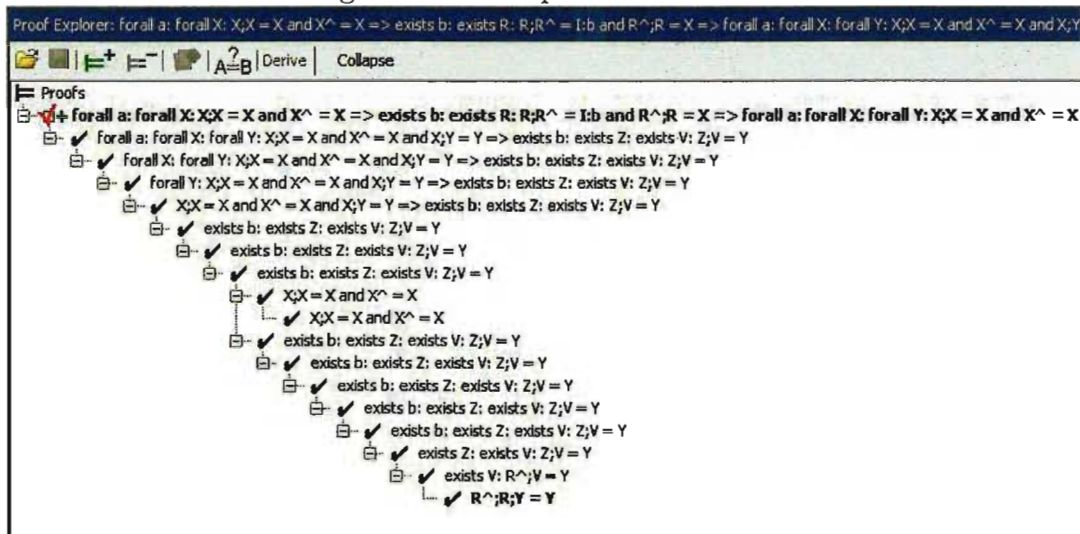 Proof Explorer: forall a: forall X: X;X = X and X^ = X => exists b: exists R: R;R^ = I:b and R^;R = X => forall a: forall X: forall Y: X;X = X and X^ = X and X;Y
A?=B Derive Collapse
Proofs
forall a: forall X: X;X = X and X^ = X => exists b: exists R: R;R^ = I:b and R^;R = X => forall a: forall X: forall Y: X;X = X and X^ = X
forall a: forall X: forall Y: X;X = X and X^ = X and X;Y = Y => exists b: exists Z: exists V: Z;V = Y
forall X: forall Y: X;X = X and X^ = X and X;Y = Y => exists b: exists Z: exists V: Z;V = Y
forall Y: X;X = X and X^ = X and X;Y = Y => exists b: exists Z: exists V: Z;V = Y
X;X = X and X^ = X and X;Y = Y => exists b: exists Z: exists V: Z;V = Y
exists b: exists Z: exists V: Z;V = Y
exists b: exists Z: exists V: Z;V = Y
exists b: exists Z: exists V: Z;V = Y
X;X = X and X^ = X
X;X = X and X^ = X
exists b: exists Z: exists V: Z;V = Y
exists b: exists Z: exists V: Z;V = Y
exists b: exists Z: exists V: Z;V = Y
exists b: exists Z: exists V: Z;V = Y
exists b: exists Z: exists V: Z;V = Y
exists Z: exists V: Z;V = Y
exists V: R^;V = Y
R^;R;Y = Y